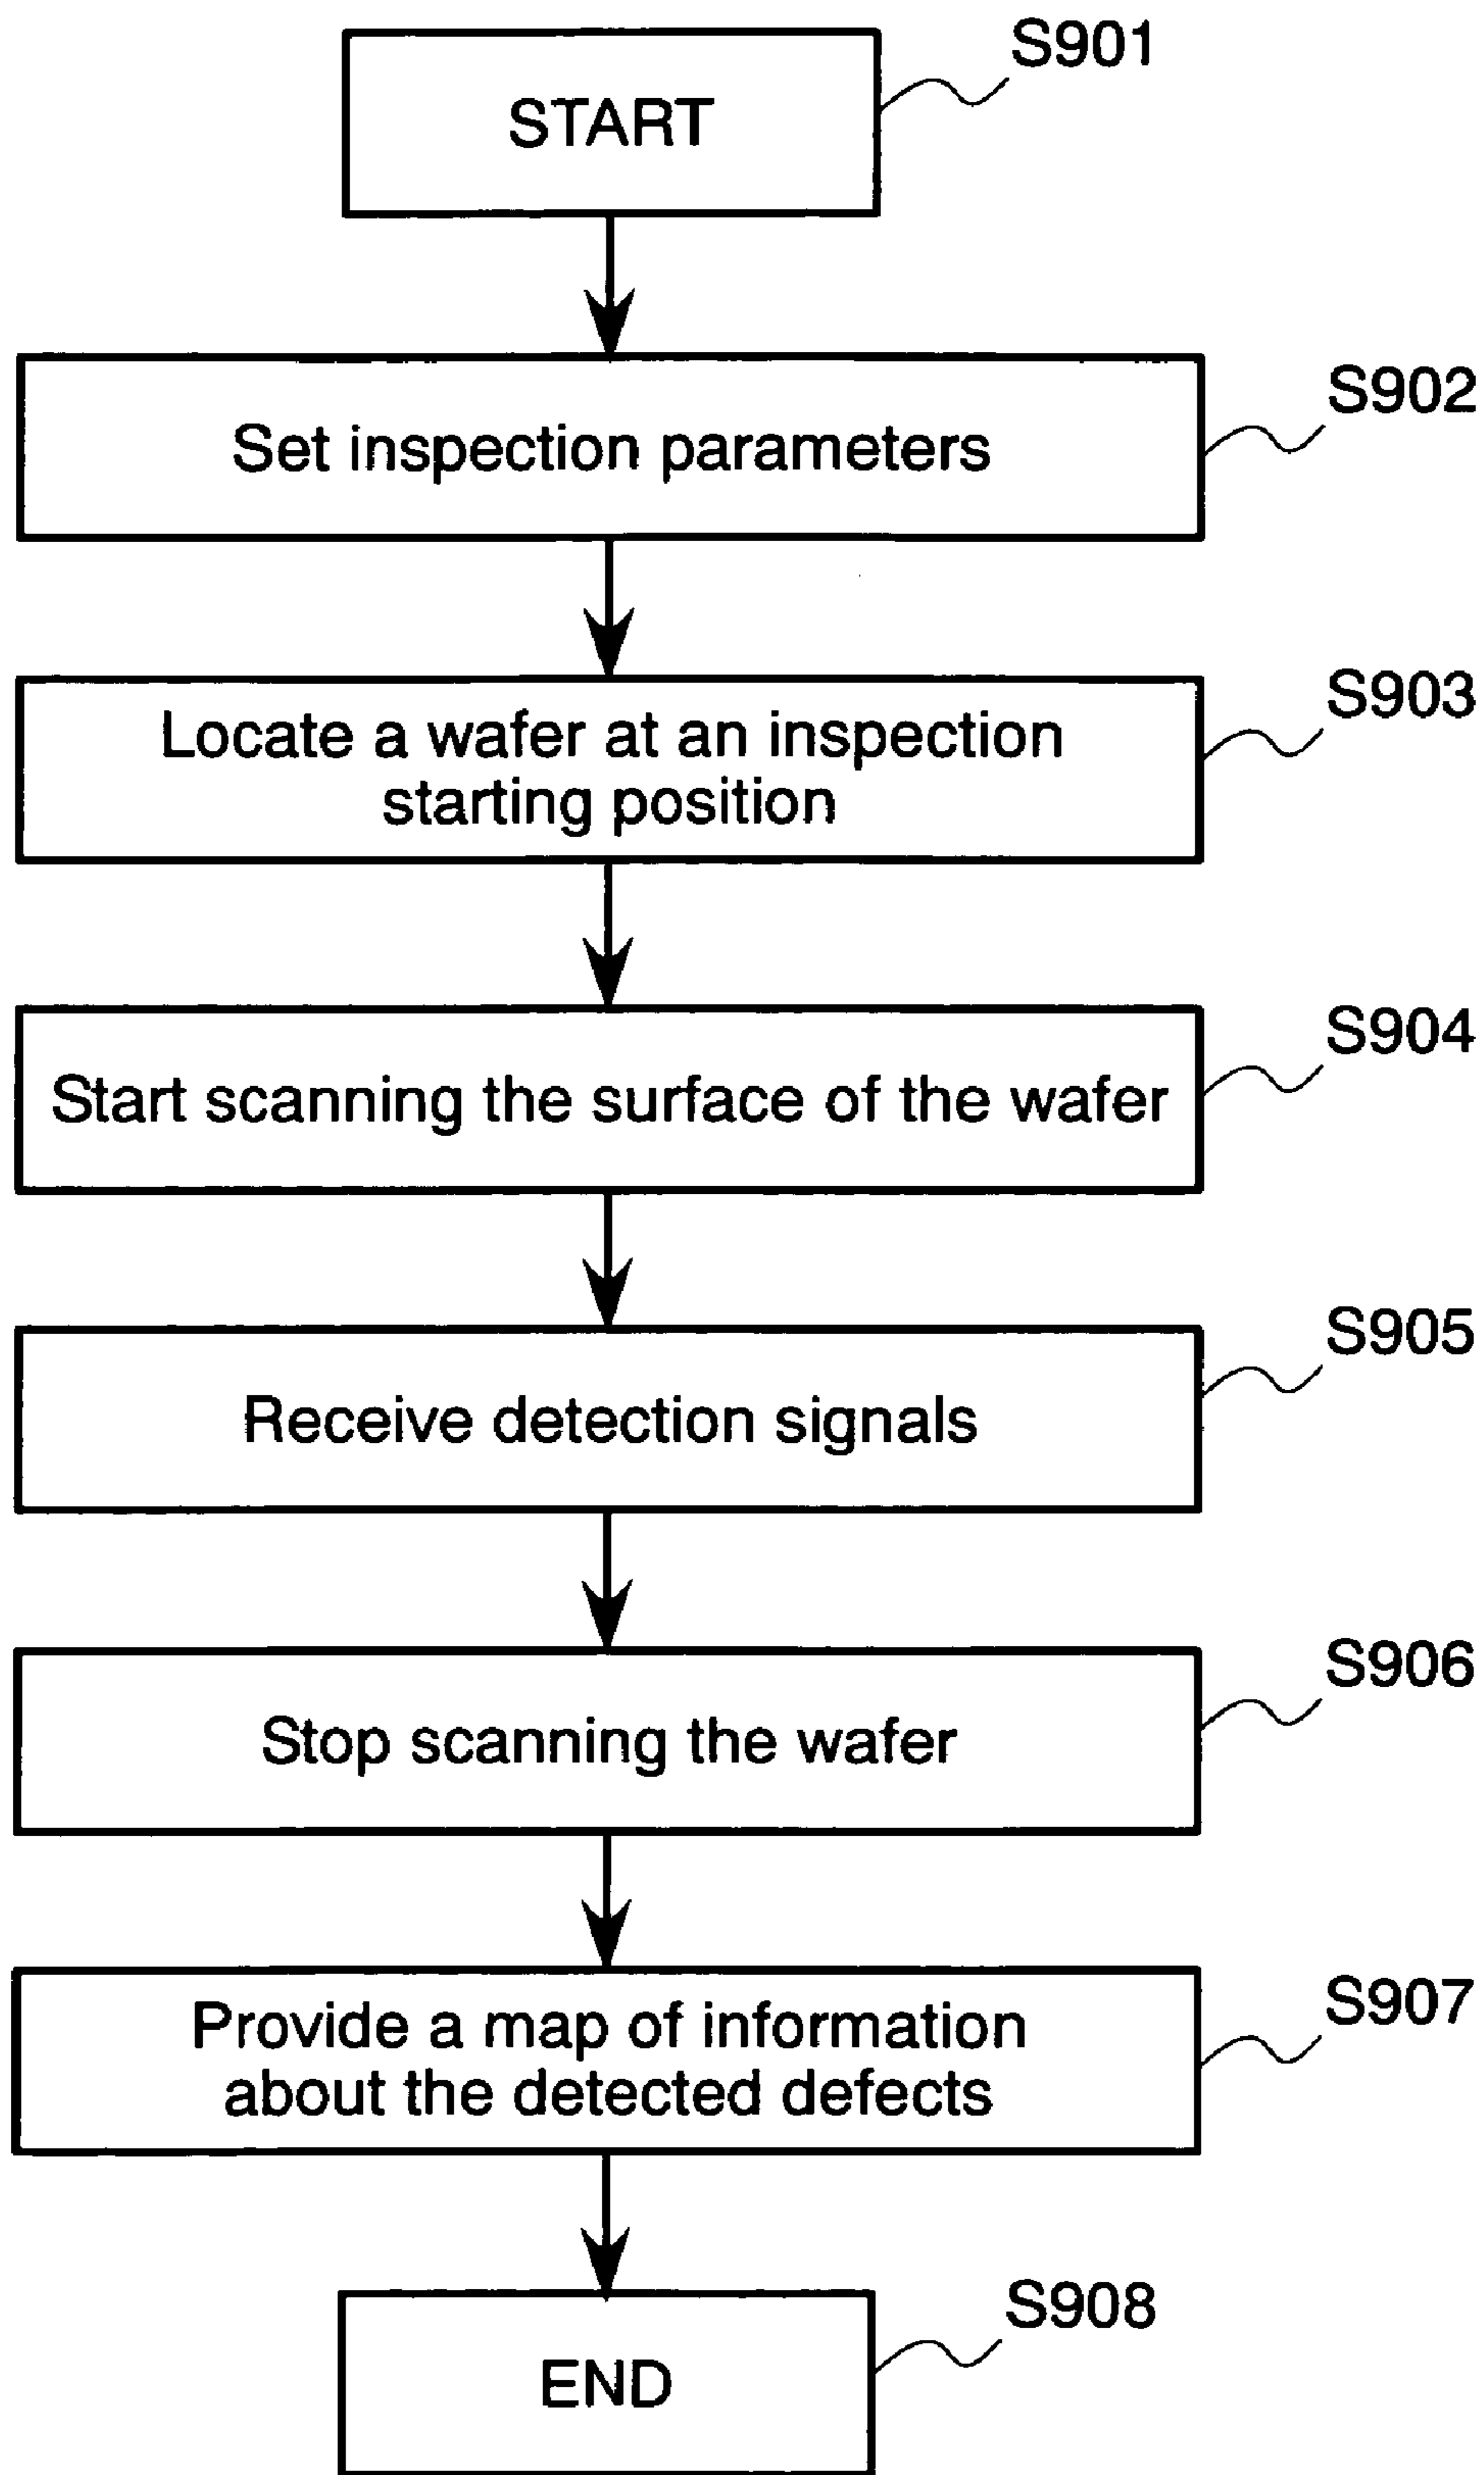 START
S901
Set inspection parameters
S902
Locate a wafer at an inspection
starting position
S903
Start scanning the surface of the wafer
S904
Receive detection signals
S905
Stop scanning the wafer
S906
Provide a map of information
about the detected defects
S907
END
S908